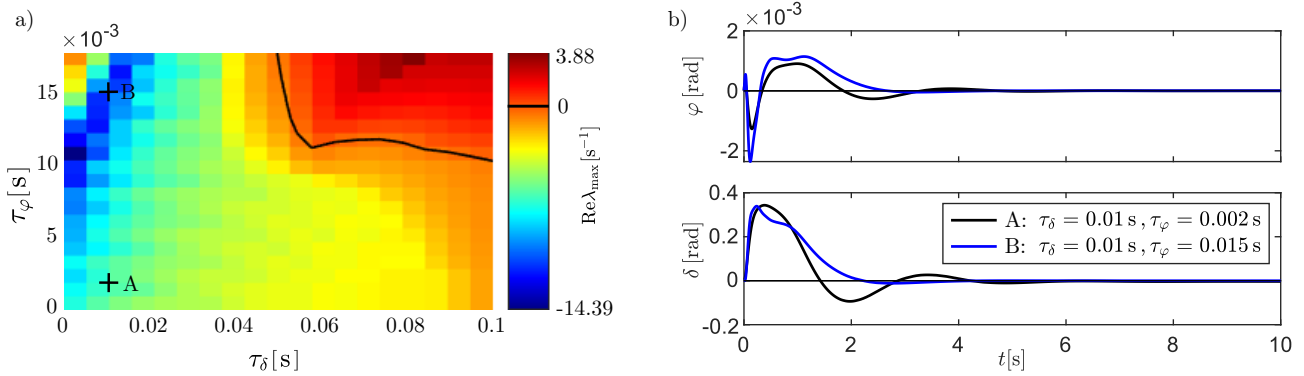 a)
× 10⁻³
15
10
5
0
τ_φ[s]
B
A
0
0.02
0.04
0.06
0.08
0.1
τ_δ[s]
3.88
0
-14.39
Reλ_max[s⁻¹]
b)
×10⁻³
2
0
-2
φ [rad]
0.4
0.2
0
-0.2
δ [rad]
A: τ_δ = 0.01 s , τ_φ = 0.002 s
B: τ_δ = 0.01 s , τ_φ = 0.015 s
0
2
4
6
8
10
t[s]